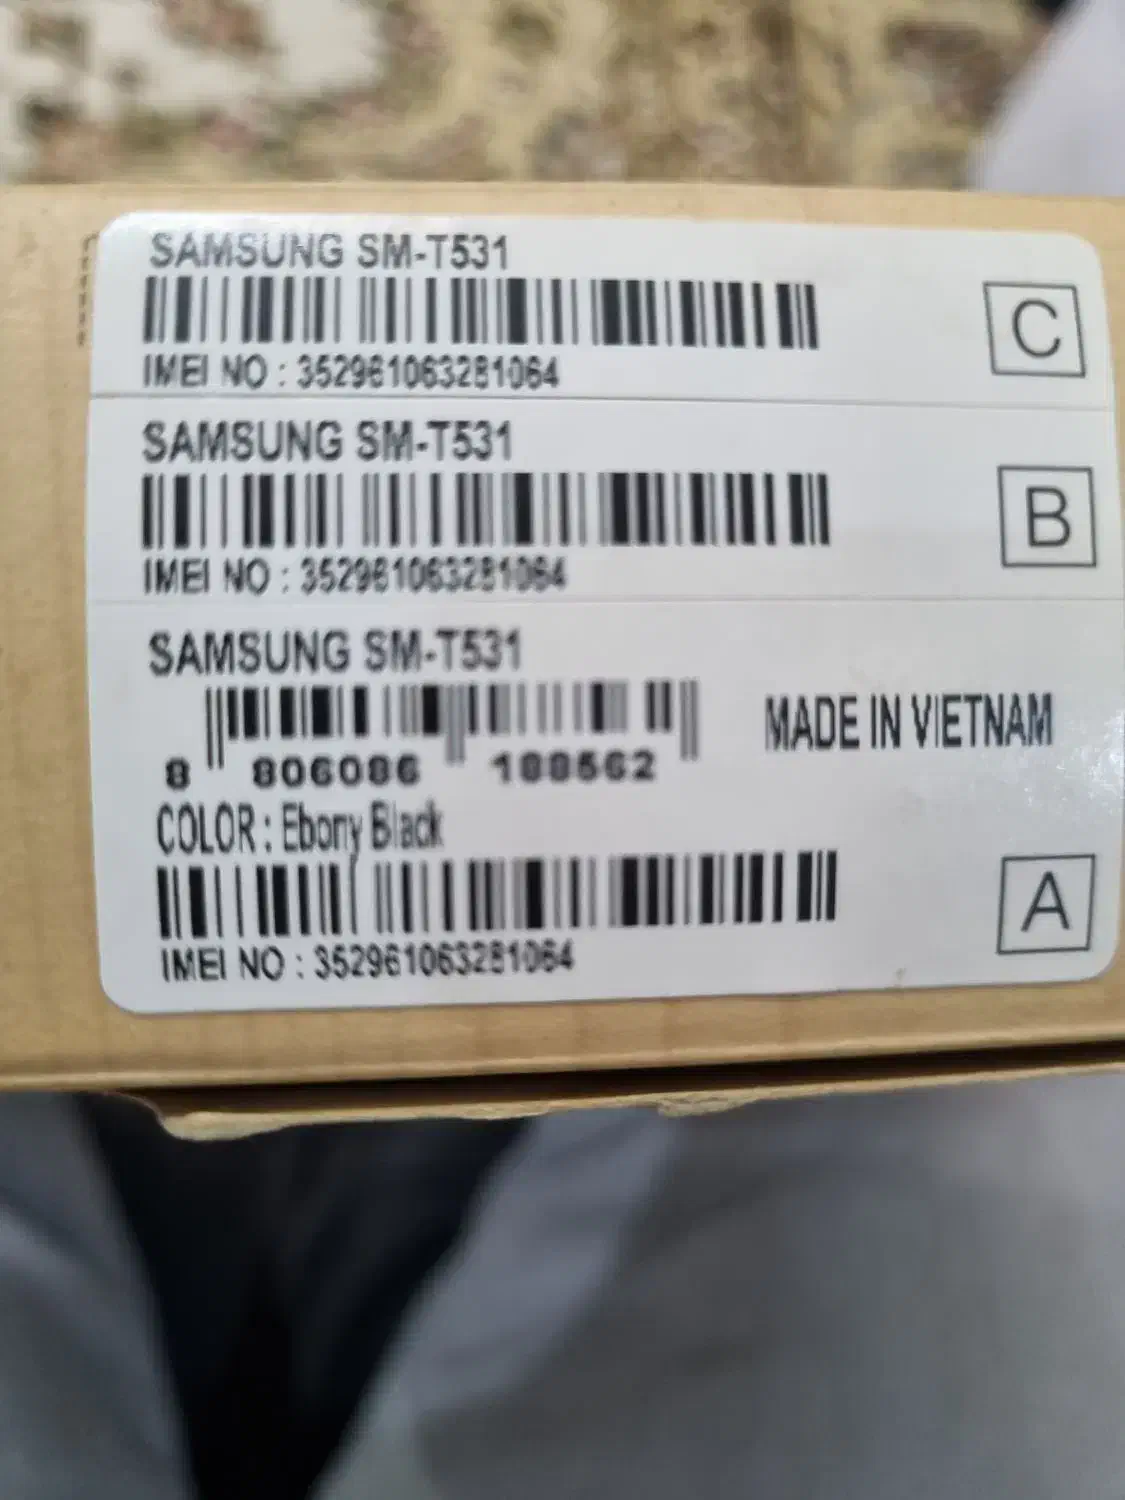 SAMSUNG SM-T531
IMEI NO : 352961063281064
C
SAMSUNG SM-T531
IMEI NO : 352961063281064
B
SAMSUNG SM-T531
8 806086 188562
MADE IN VIETNAM
COLOR : Ebony Black
IMEI NO : 352961063281064
A